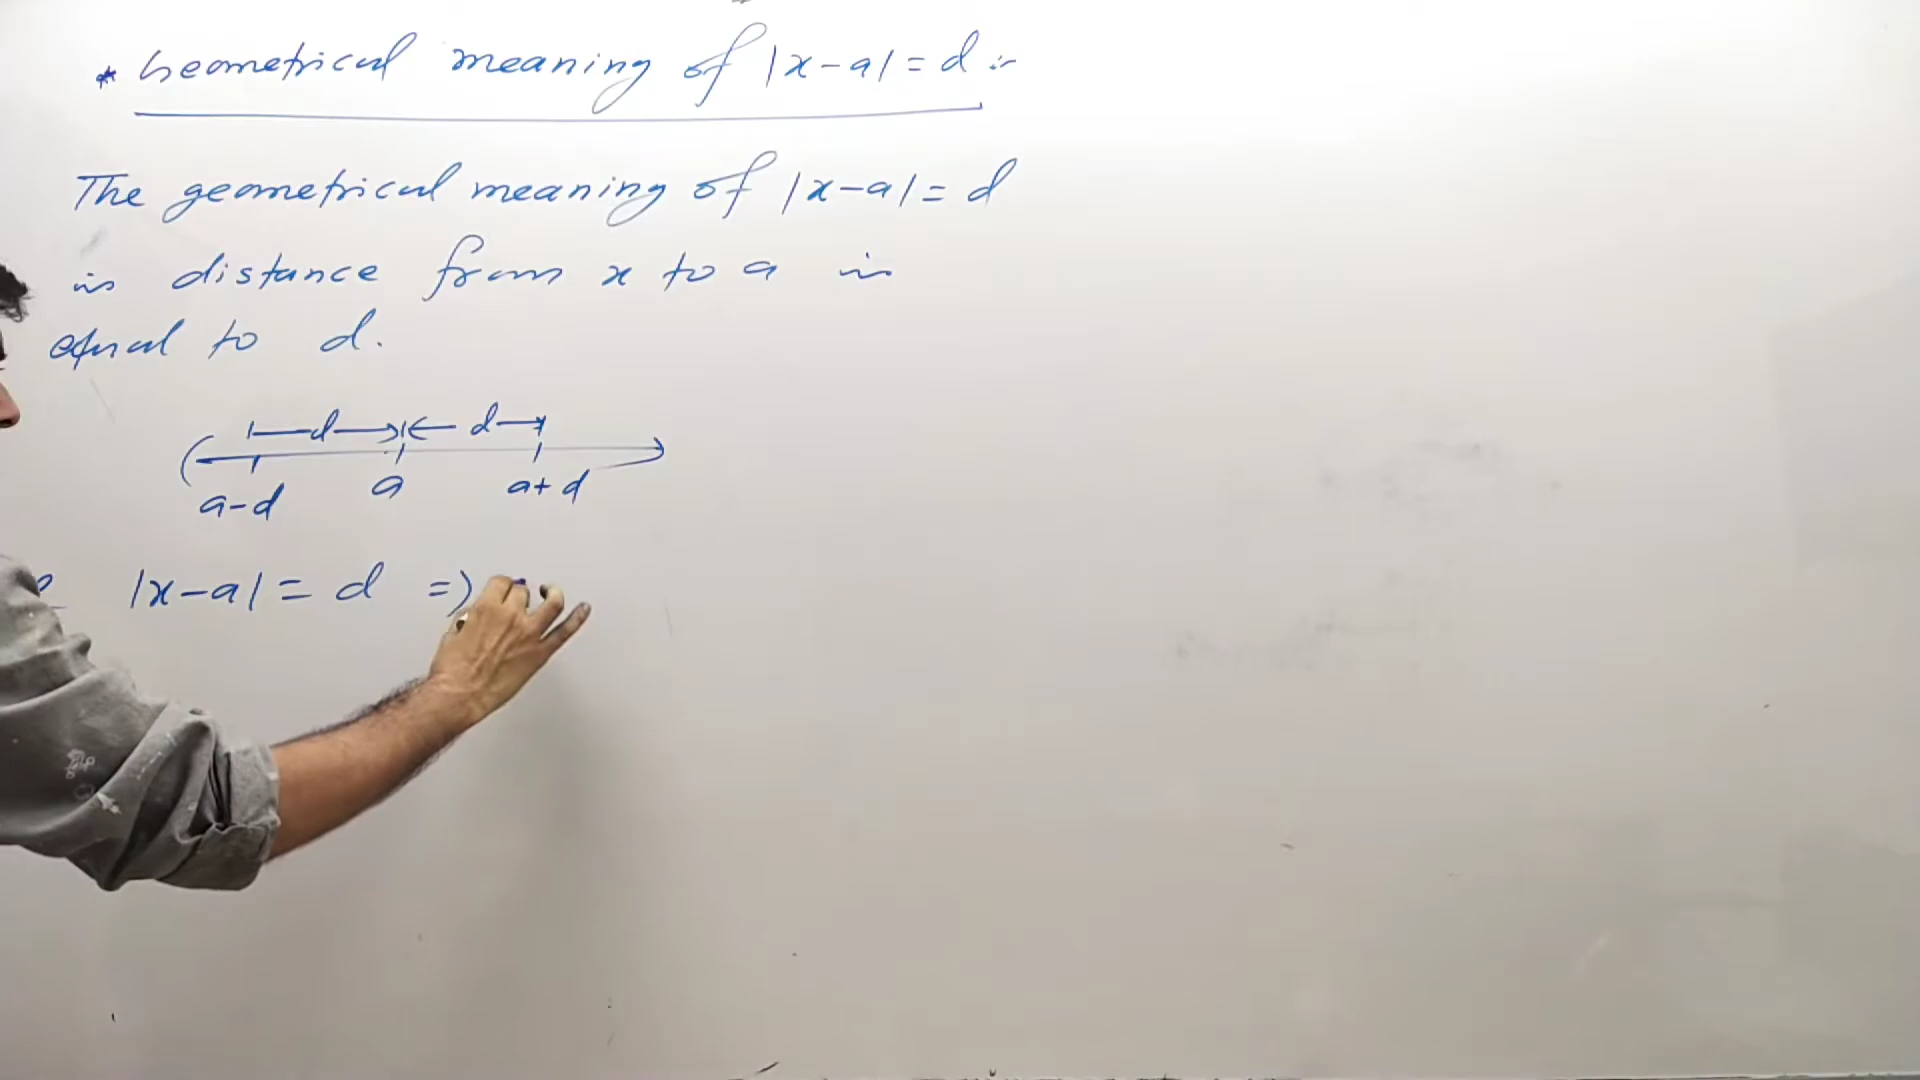 * Geometrical meaning of |x-a| = d :-
The geometrical meaning of |x-a| = d
is distance from x to a is
equal to d.
d d
a-d a a+d
|x-a| = d =>